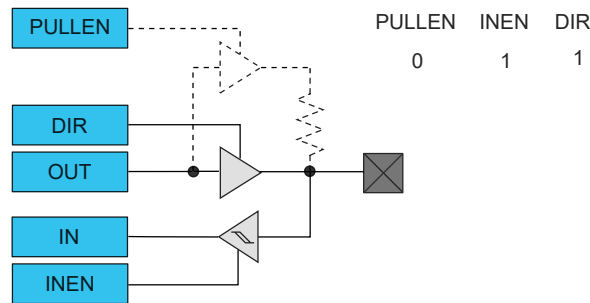 PULLEN
PULLEN INEN DIR
0 1 1
DIR
OUT
IN
INEN